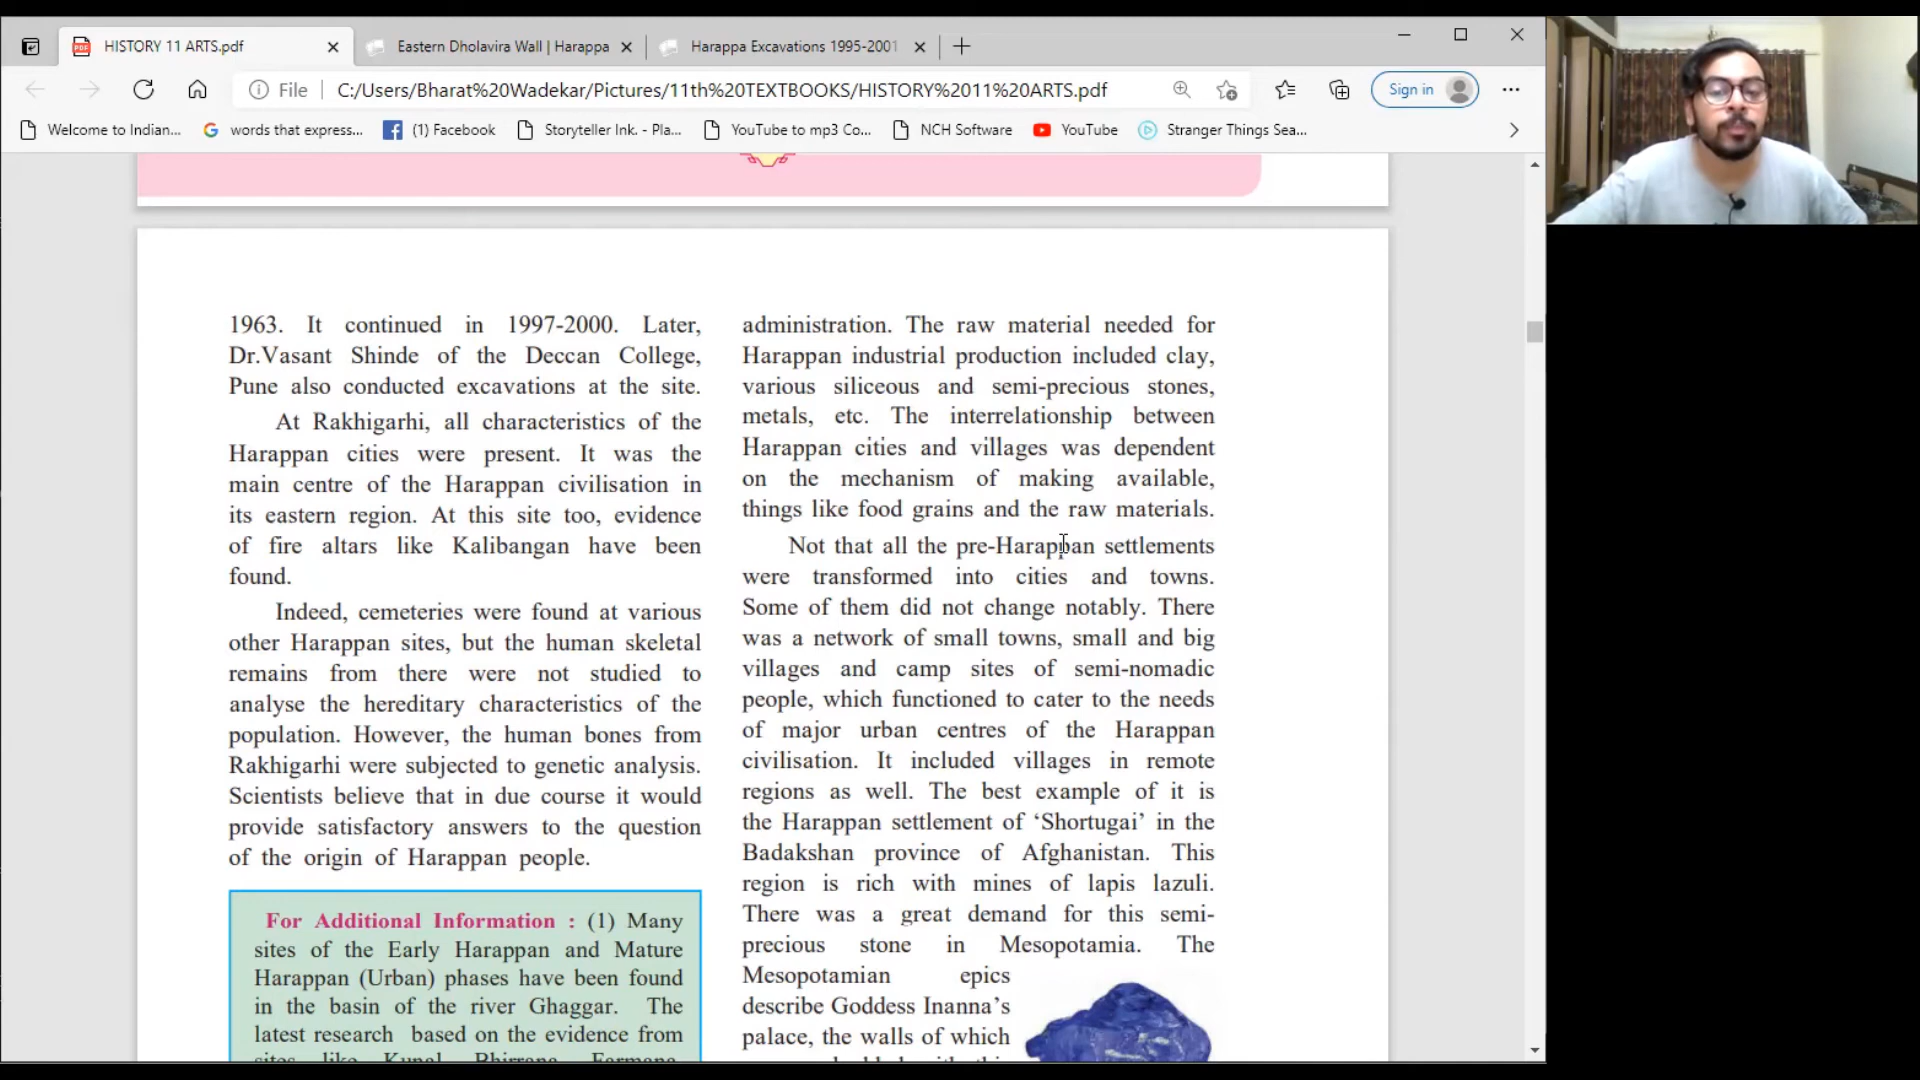 HISTORY 11 ARTS.pdf
Eastern Dholavira Wall | Harappa
Harappa Excavations 1995-2001
File
C:/Users/Bharat%20Wadekar/Pictures/11th%20TEXTBOOKS/HISTORY%2011%20ARTS.pdf
Sign in
Welcome to Indian...
words that express...
(1) Facebook
Storyteller Ink. - Pla...
YouTube to mp3 Co...
NCH Software
YouTube
Stranger Things Sea...
1963. It continued in 1997-2000. Later,
Dr.Vasant Shinde of the Deccan College,
Pune also conducted excavations at the site.
At Rakhigarhi, all characteristics of the
Harappan cities were present. It was the
main centre of the Harappan civilisation in
its eastern region. At this site too, evidence
of fire altars like Kalibangan have been
found.
Indeed, cemeteries were found at various
other Harappan sites, but the human skeletal
remains from there were not studied to
analyse the hereditary characteristics of the
population. However, the human bones from
Rakhigarhi were subjected to genetic analysis.
Scientists believe that in due course it would
provide satisfactory answers to the question
of the origin of Harappan people.
For Additional Information : (1) Many
sites of the Early Harappan and Mature
Harappan (Urban) phases have been found
in the basin of the river Ghaggar. The
latest research based on the evidence from
administration. The raw material needed for
Harappan industrial production included clay,
various siliceous and semi-precious stones,
metals, etc. The interrelationship between
Harappan cities and villages was dependent
on the mechanism of making available,
things like food grains and the raw materials.
Not that all the pre-Harappan settlements
were transformed into cities and towns.
Some of them did not change notably. There
was a network of small towns, small and big
villages and camp sites of semi-nomadic
people, which functioned to cater to the needs
of major urban centres of the Harappan
civilisation. It included villages in remote
regions as well. The best example of it is
the Harappan settlement of ‘Shortugai’ in the
Badakshan province of Afghanistan. This
region is rich with mines of lapis lazuli.
There was a great demand for this semi-
precious stone in Mesopotamia. The
Mesopotamian epics
describe Goddess Inanna’s
palace, the walls of which